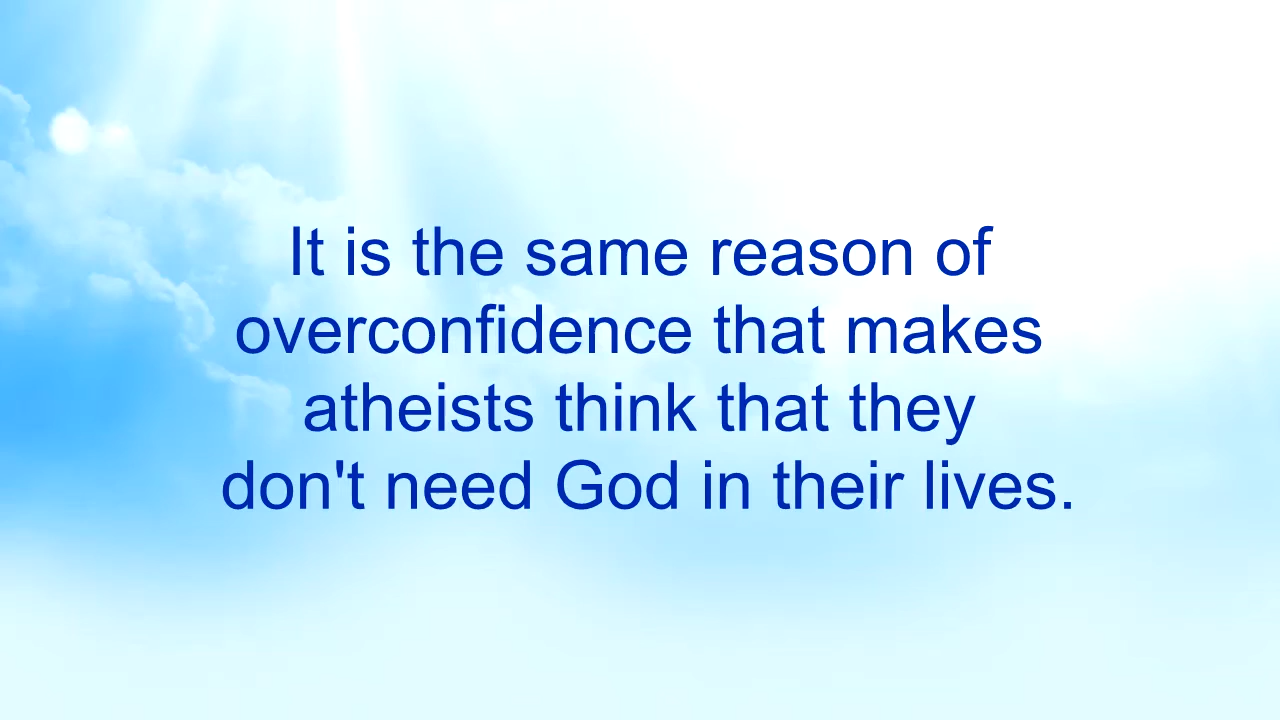 It is the same reason of
overconfidence that makes
atheists think that they
don't need God in their lives.